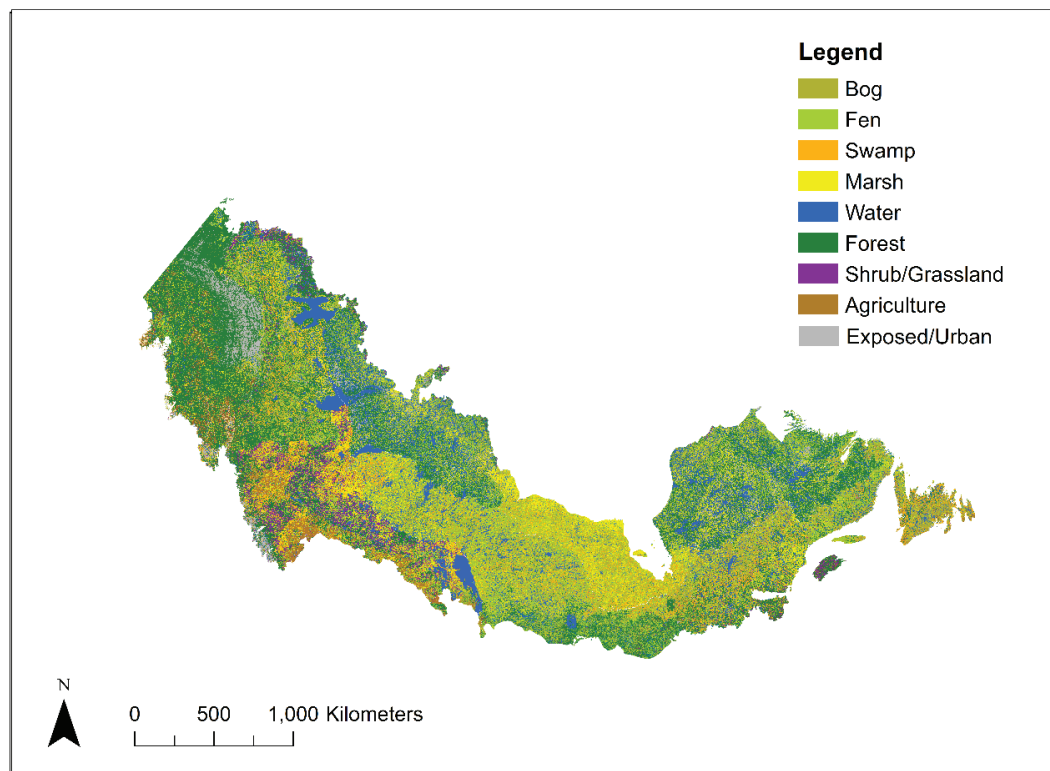 Legend
Bog
Fen
Swamp
Marsh
Water
Forest
Shrub/Grassland
Agriculture
Exposed/Urban
N
0 500 1,000 Kilometers